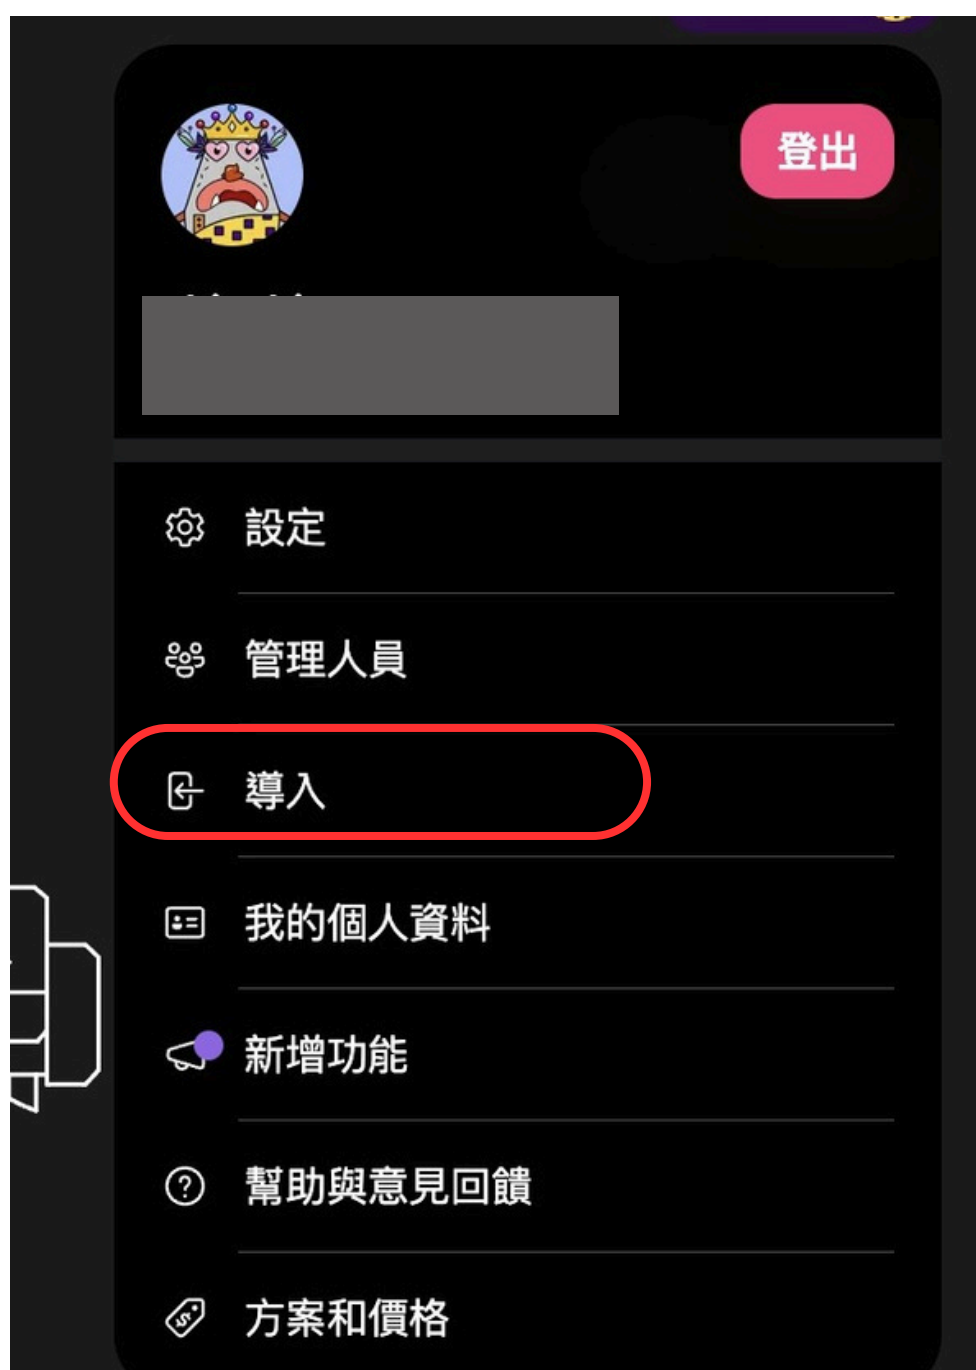 登出
設定
管理人員
導入
我的個人資料
新增功能
幫助與意見回饋
方案和價格